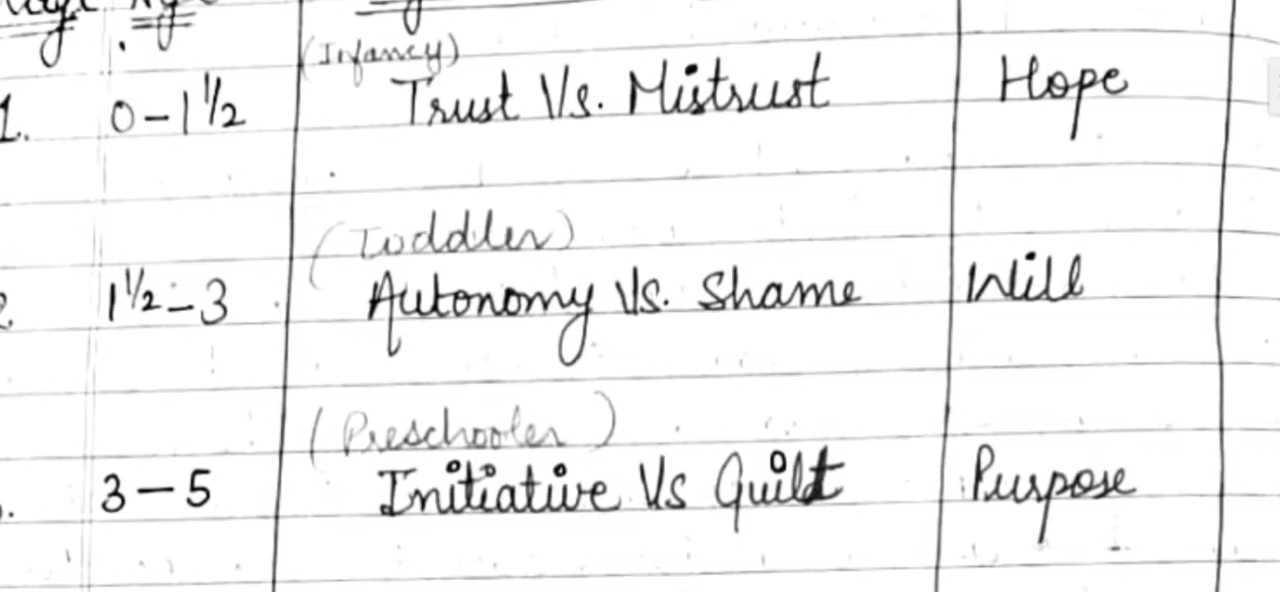 (Infancy)
1. 0-1½ Trust Vs. Mistrust Hope
(Toddler)
1½-3 Autonomy Vs. Shame Will
(Preschooler)
3-5 Initiative Vs Guilt Purpose